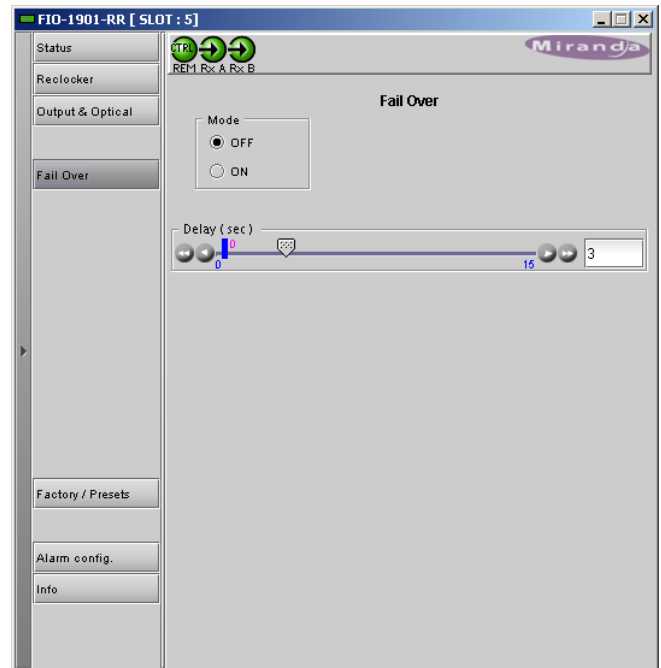 FIO-1901-RR [ SLOT : 5]
Status
Reclocker
Output & Optical
Fail Over
Factory / Presets
Alarm config.
Info
CTRL
REM Rx A Rx B
Miranda
Fail Over
Mode
OFF
ON
Delay ( sec )
0
0
15
3